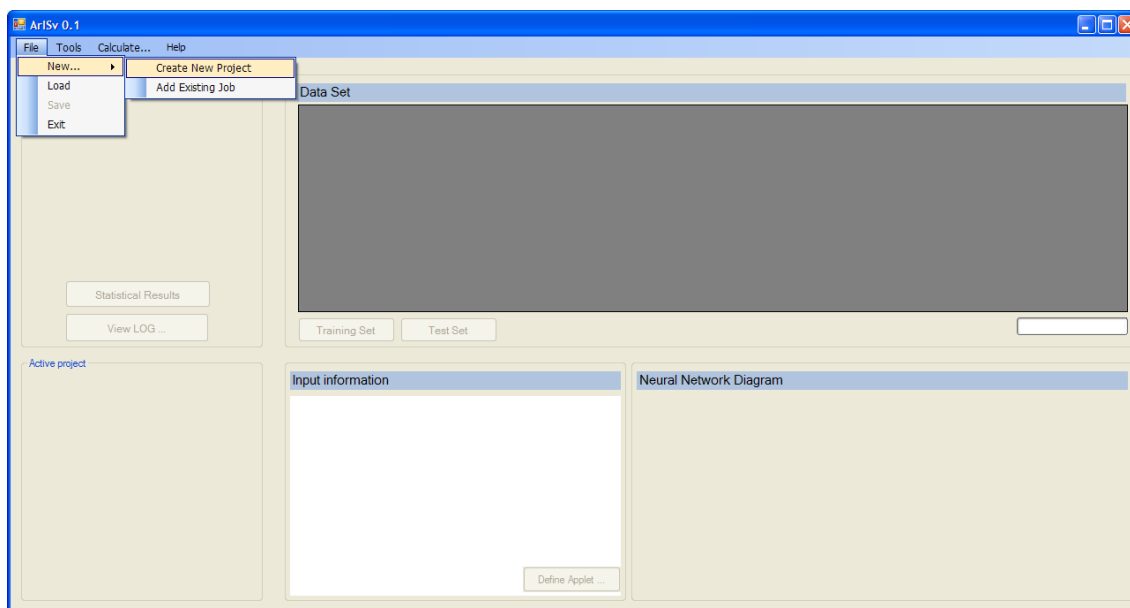 ArISv 0.1
File Tools Calculate... Help
New... Create New Project
Load Add Existing Job
Save
Exit
Data Set
Statistical Results
View LOG ...
Training Set Test Set
Active project
Input information
Neural Network Diagram
Define Applet ...